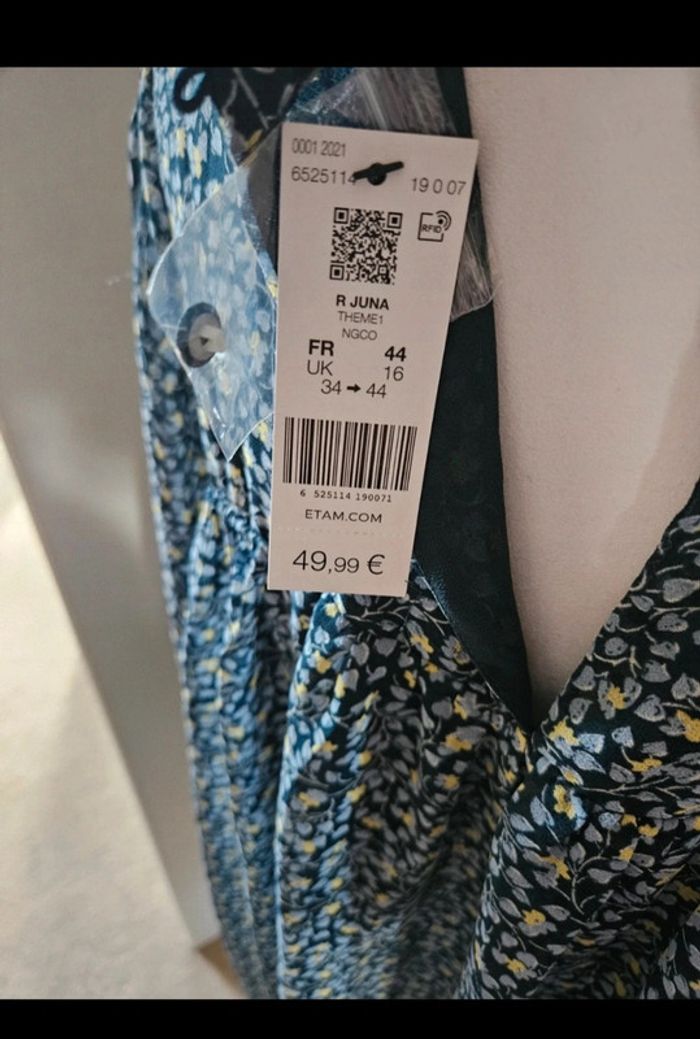 0001 2021
6525114 19 0 07
RFID
R JUNA
THEME1
NGCO
FR 44
UK 16
34 → 44
6 525114 190071
ETAM.COM
49,99 €